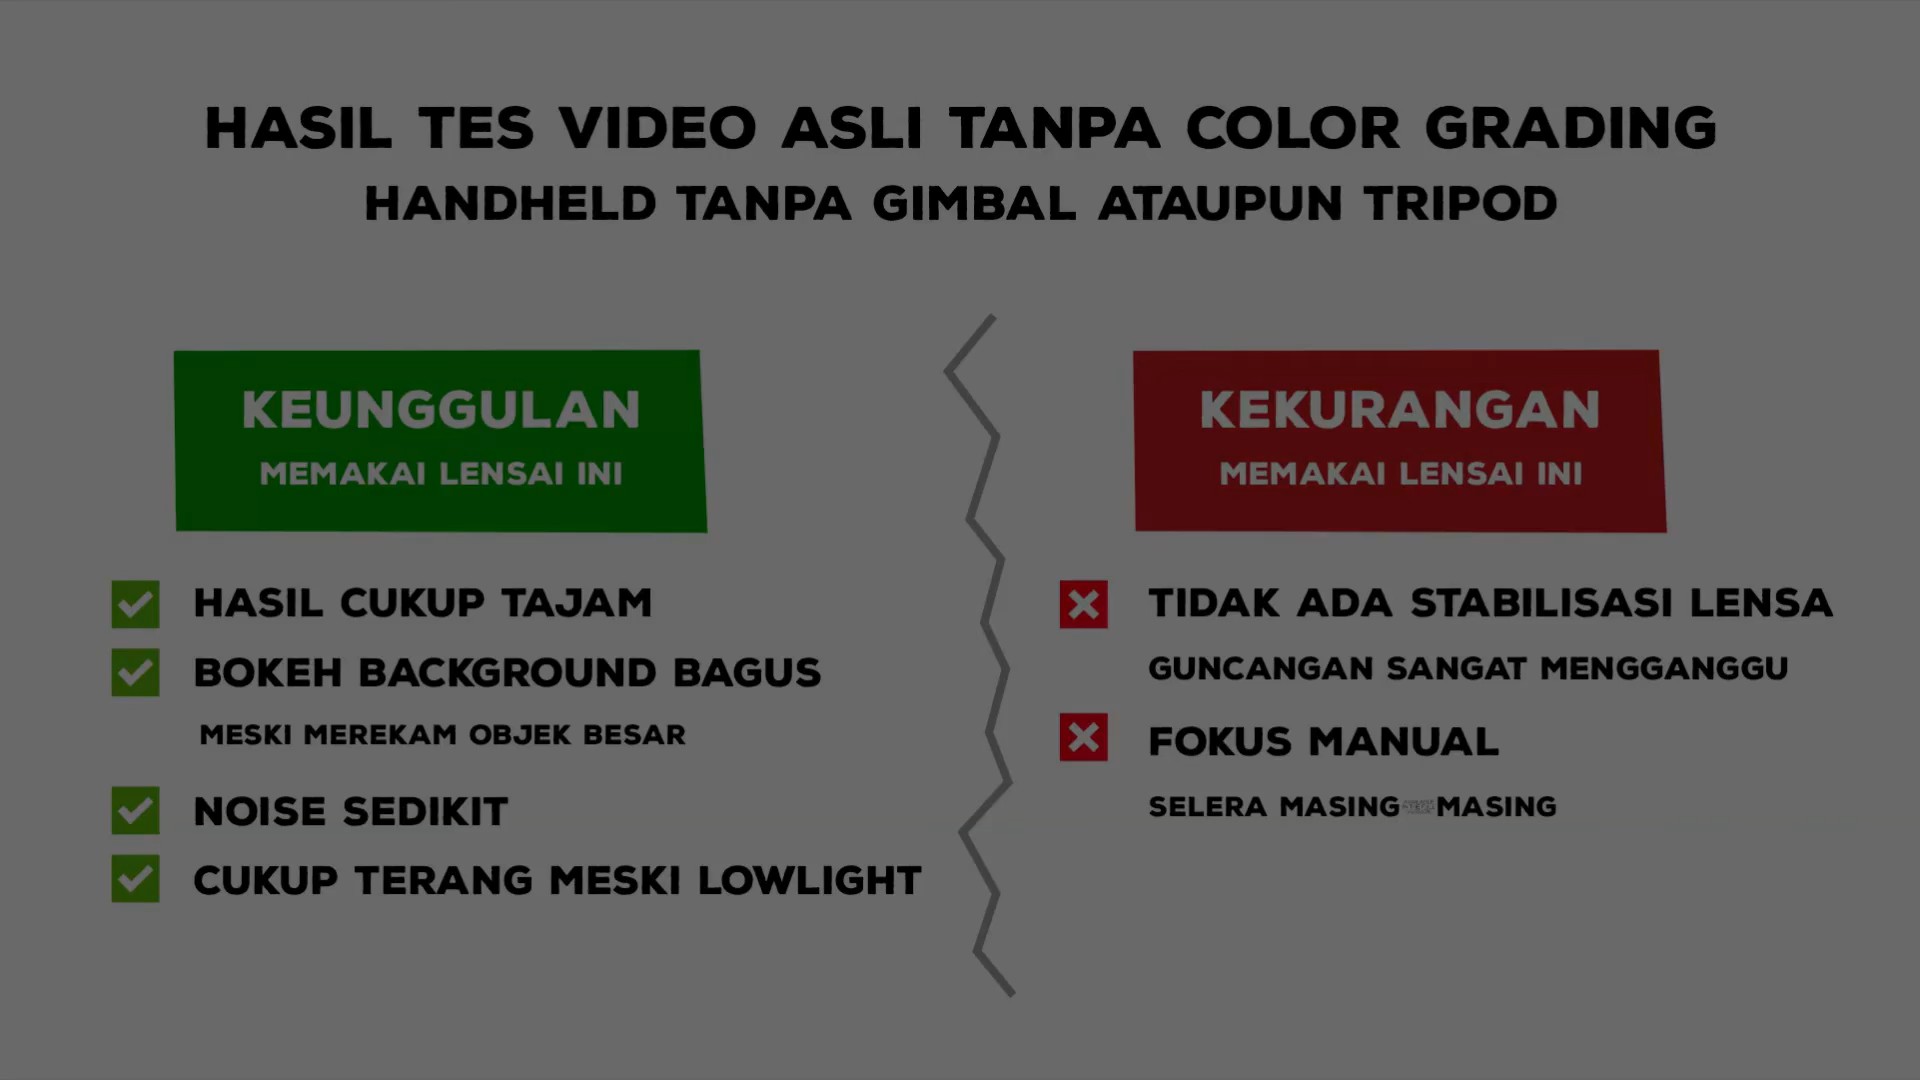 HASIL TES VIDEO ASLI TANPA COLOR GRADING
HANDHELD TANPA GIMBAL ATAUPUN TRIPOD
KEUNGGULAN
MEMAKAI LENSAI INI
HASIL CUKUP TAJAM
BOKEH BACKGROUND BAGUS
MESKI MEREKAM OBJEK BESAR
NOISE SEDIKIT
CUKUP TERANG MESKI LOWLIGHT
KEKURANGAN
MEMAKAI LENSAI INI
TIDAK ADA STABILISASI LENSA
GUNCANGAN SANGAT MENGGANGGU
FOKUS MANUAL
SELERA MASING MASING